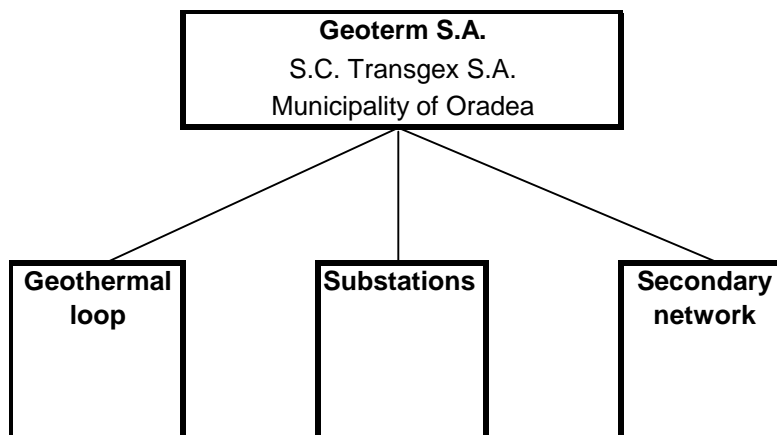 Geoterm S.A.
S.C. Transgex S.A.
Municipality of Oradea
Geothermal
loop
Substations
Secondary
network